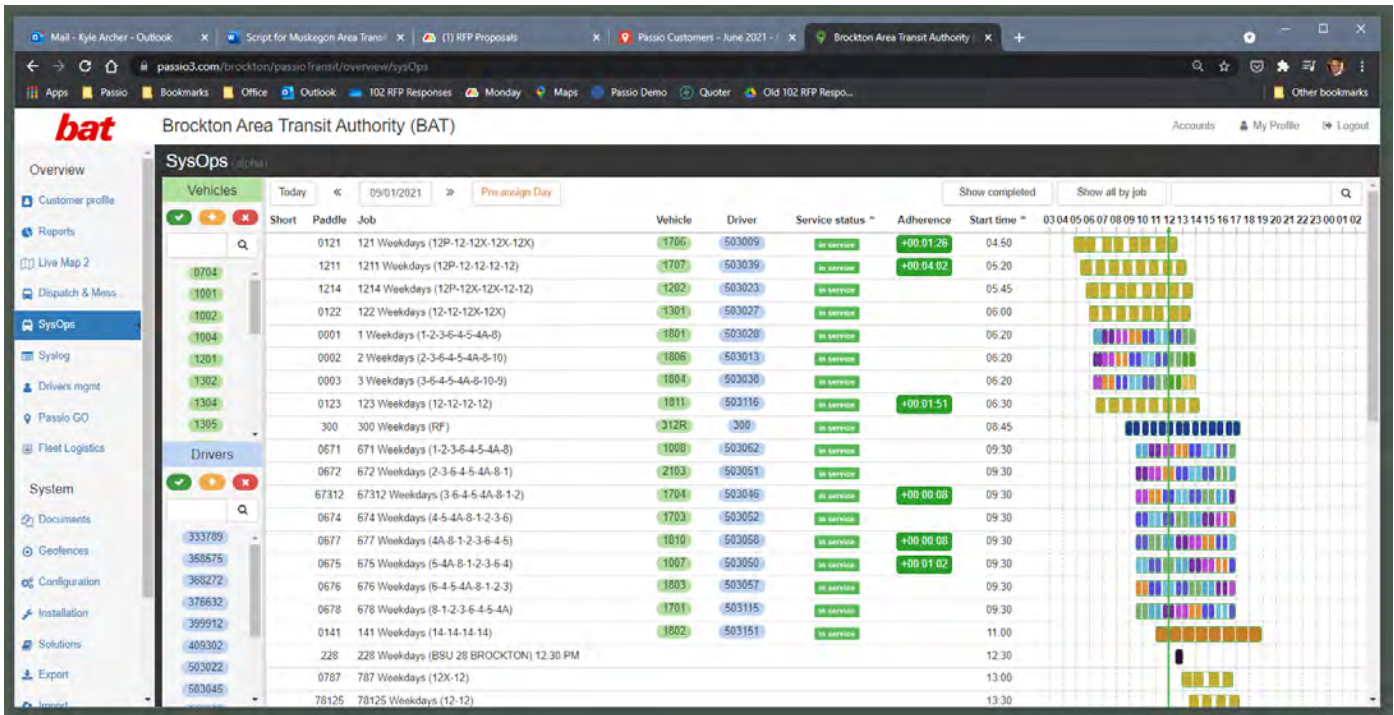 Mail - Kyle Archer - Outlook
Script for Muskegon Area Transi
(1) RFP Proposals
Passio Customers - June 2021 -
Brockton Area Transit Authority
passio3.com/brockton/passioTransit/overview/sysOps
Apps Passio Bookmarks Office Outlook 102 RFP Responses Monday Maps Passio Demo Quoter Old 102 RFP Respo... Other bookmarks
bat Brockton Area Transit Authority (BAT) Accounts My Profile Logout
Overview
Customer profile
Reports
Live Map 2
Dispatch & Mess
SysOps
Syslog
Drivers mgmt
Passio GO
Fleet Logistics
System
Documents
Geofences
Configuration
Installation
Solutions
Export
Import
SysOps (alpha)
Vehicles
0704
1001
1002
1004
1201
1302
1304
1305
Drivers
333789
358575
368272
376632
399912
409302
503022
503045
Today « 09/01/2021 » Pre-assign Day Show completed Show all by job
Short Paddle Job Vehicle Driver Service status Adherence Start time 03 04 05 06 07 08 09 10 11 12 13 14 15 16 17 18 19 20 21 22 23 00 01 02
0121 121 Weekdays (12P-12-12X-12X-12X) 1706 503009 in service +00:01:26 04:50
1211 1211 Weekdays (12P-12-12-12-12) 1707 503039 in service +00:04:02 05:20
1214 1214 Weekdays (12P-12X-12X-12-12) 1202 503023 in service 05:45
0122 122 Weekdays (12-12-12X-12X) 1301 503027 in service 06:00
0001 1 Weekdays (1-2-3-6-4-5-4A-8) 1801 503028 in service 06:20
0002 2 Weekdays (2-3-6-4-5-4A-8-10) 1806 503013 in service 06:20
0003 3 Weekdays (3-6-4-5-4A-8-10-9) 1804 503038 in service 06:20
0123 123 Weekdays (12-12-12-12) 1811 503116 in service +00:01:51 06:30
300 300 Weekdays (RF) 312R 300 in service 08:45
0671 671 Weekdays (1-2-3-6-4-5-4A-8) 1008 503062 in service 09:30
0672 672 Weekdays (2-3-6-4-5-4A-8-1) 2103 503051 in service 09:30
67312 67312 Weekdays (3-6-4-5-4A-8-1-2) 1704 503046 in service +00:00:08 09:30
0674 674 Weekdays (4-5-4A-8-1-2-3-6) 1703 503052 in service 09:30
0677 677 Weekdays (4A-8-1-2-3-6-4-5) 1810 503058 in service +00:00:08 09:30
0675 675 Weekdays (5-4A-8-1-2-3-6-4) 1007 503050 in service +00:01:02 09:30
0676 676 Weekdays (6-4-5-4A-8-1-2-3) 1803 503057 in service 09:30
0678 678 Weekdays (8-1-2-3-6-4-5-4A) 1701 503115 in service 09:30
0141 141 Weekdays (14-14-14-14) 1802 503151 in service 11:00
228 228 Weekdays (BSU 28 BROCKTON) 12:30 PM 12:30
0787 787 Weekdays (12X-12) 13:00
78125 78125 Weekdays (12-12) 13:30